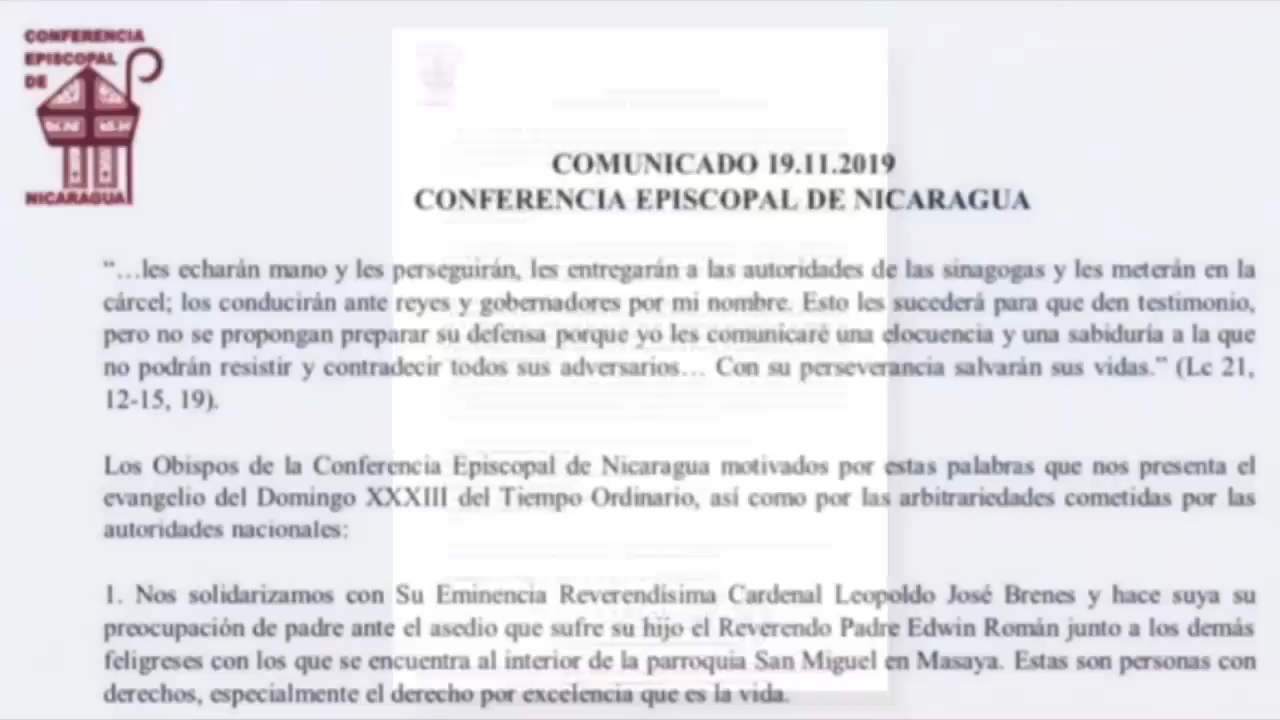 CONFERENCIA
EPISCOPAL
DE
NICARAGUA
COMUNICADO 19.11.2019
CONFERENCIA EPISCOPAL DE NICARAGUA
“…les echarán mano y les perseguirán, les entregarán a las autoridades de las sinagogas y les meterán en la
cárcel; los conducirán ante reyes y gobernadores por mi nombre. Esto les sucederá para que den testimonio,
pero no se propongan preparar su defensa porque yo les comunicaré una elocuencia y una sabiduría a la que
no podrán resistir y contradecir todos sus adversarios… Con su perseverancia salvarán sus vidas.” (Lc 21,
12-15, 19).
Los Obispos de la Conferencia Episcopal de Nicaragua motivados por estas palabras que nos presenta el
evangelio del Domingo XXXIII del Tiempo Ordinario, así como por las arbitrariedades cometidas por las
autoridades nacionales:
1. Nos solidarizamos con Su Eminencia Reverendísima Cardenal Leopoldo José Brenes y hace suya su
preocupación de padre ante el asedio que sufre su hijo el Reverendo Padre Edwin Román junto a los demás
feligreses con los que se encuentra al interior de la parroquia San Miguel en Masaya. Estas son personas con
derechos, especialmente el derecho por excelencia que es la vida.